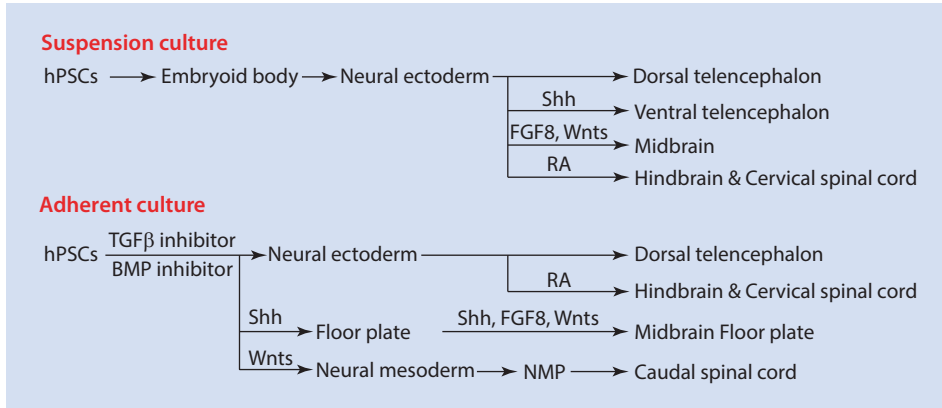 Suspension culture
hPSCs Embryoid body Neural ectoderm Dorsal telencephalon
Shh Ventral telencephalon
FGF8, Wnts Midbrain
RA Hindbrain & Cervical spinal cord
Adherent culture
hPSCs TGFβ inhibitor BMP inhibitor Neural ectoderm Dorsal telencephalon
RA Hindbrain & Cervical spinal cord
Shh Floor plate Shh, FGF8, Wnts Midbrain Floor plate
Wnts Neural mesoderm NMP Caudal spinal cord